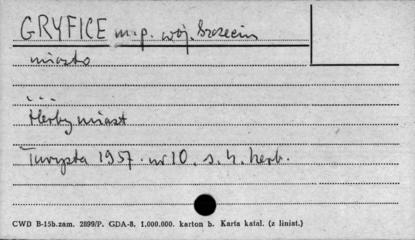 GRYFICE m.p. woj. Szczecin
miasto
...
Herby miast
Turysta 1957. nr 10. s. 4. herb.
CWD B-15b. zam. 2899/P. GDA-8. 1.000.000. karton b. Karta katal. (z liniat.)